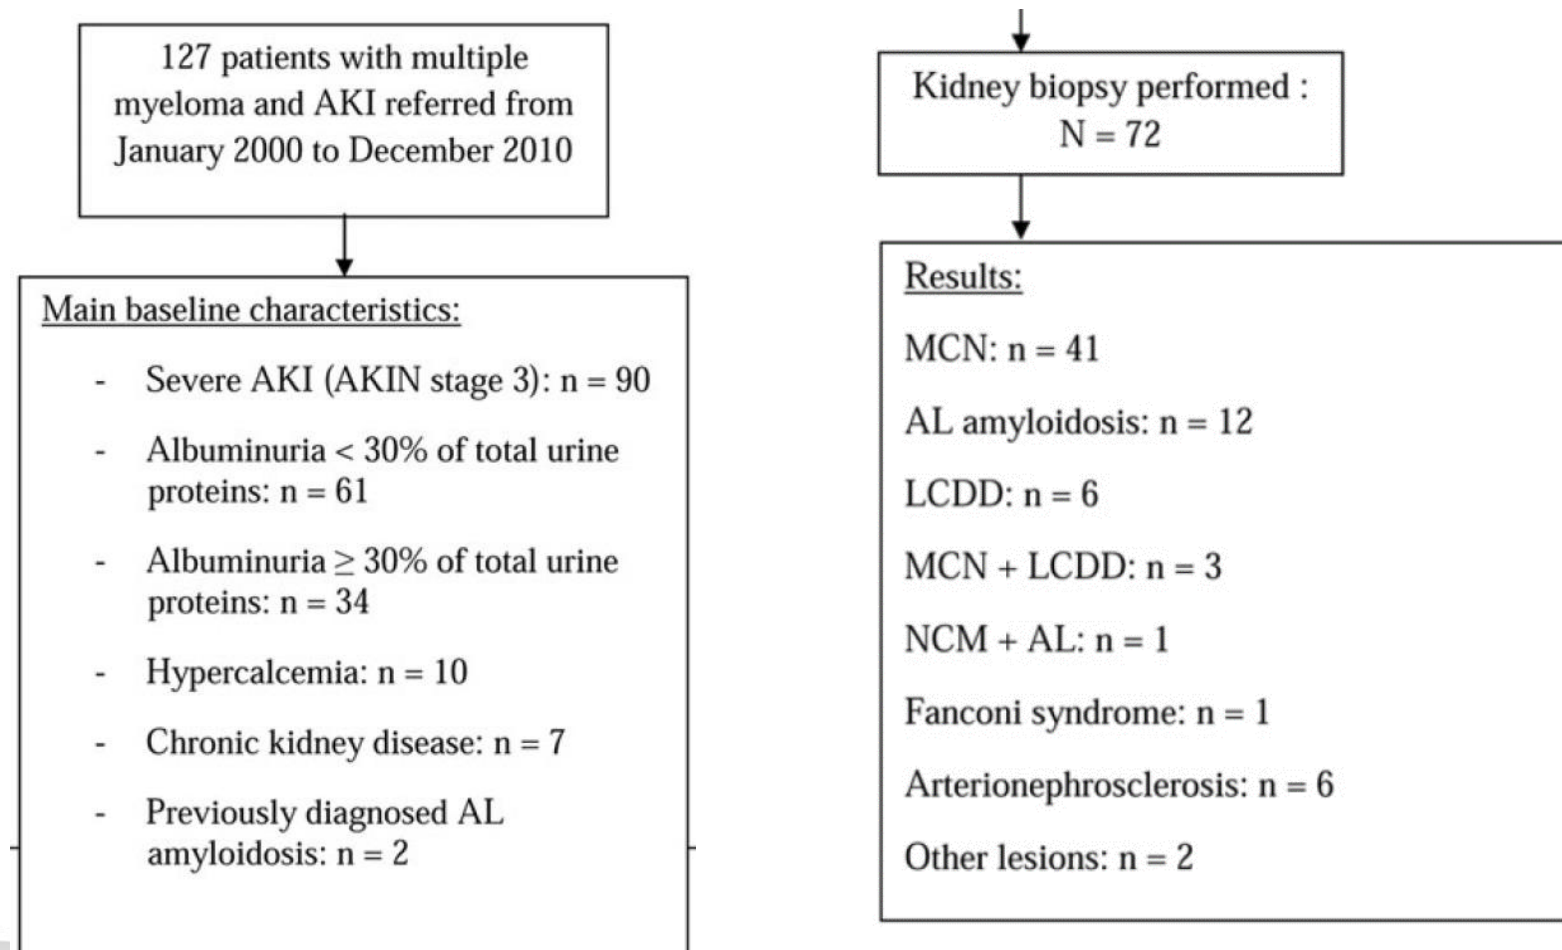 127 patients with multiple
myeloma and AKI referred from
January 2000 to December 2010
Main baseline characteristics:
- Severe AKI (AKIN stage 3): n = 90
- Albuminuria < 30% of total urine
proteins: n = 61
- Albuminuria ≥ 30% of total urine
proteins: n = 34
- Hypercalcemia: n = 10
- Chronic kidney disease: n = 7
- Previously diagnosed AL
amyloidosis: n = 2
Kidney biopsy performed :
N = 72
Results:
MCN: n = 41
AL amyloidosis: n = 12
LCDD: n = 6
MCN + LCDD: n = 3
NCM + AL: n = 1
Fanconi syndrome: n = 1
Arterionephrosclerosis: n = 6
Other lesions: n = 2